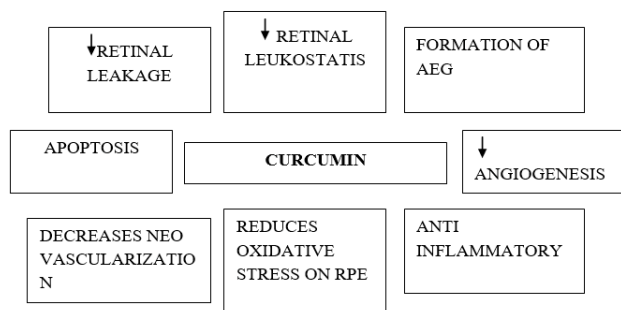 ↓RETINAL
LEAKAGE
↓ RETINAL
LEUKOSTATIS
FORMATION OF
AEG
APOPTOSIS
CURCUMIN
↓
ANGIOGENESIS
DECREASES NEO
VASCULARIZATIO
N
REDUCES
OXIDATIVE
STRESS ON RPE
ANTI
INFLAMMATORY